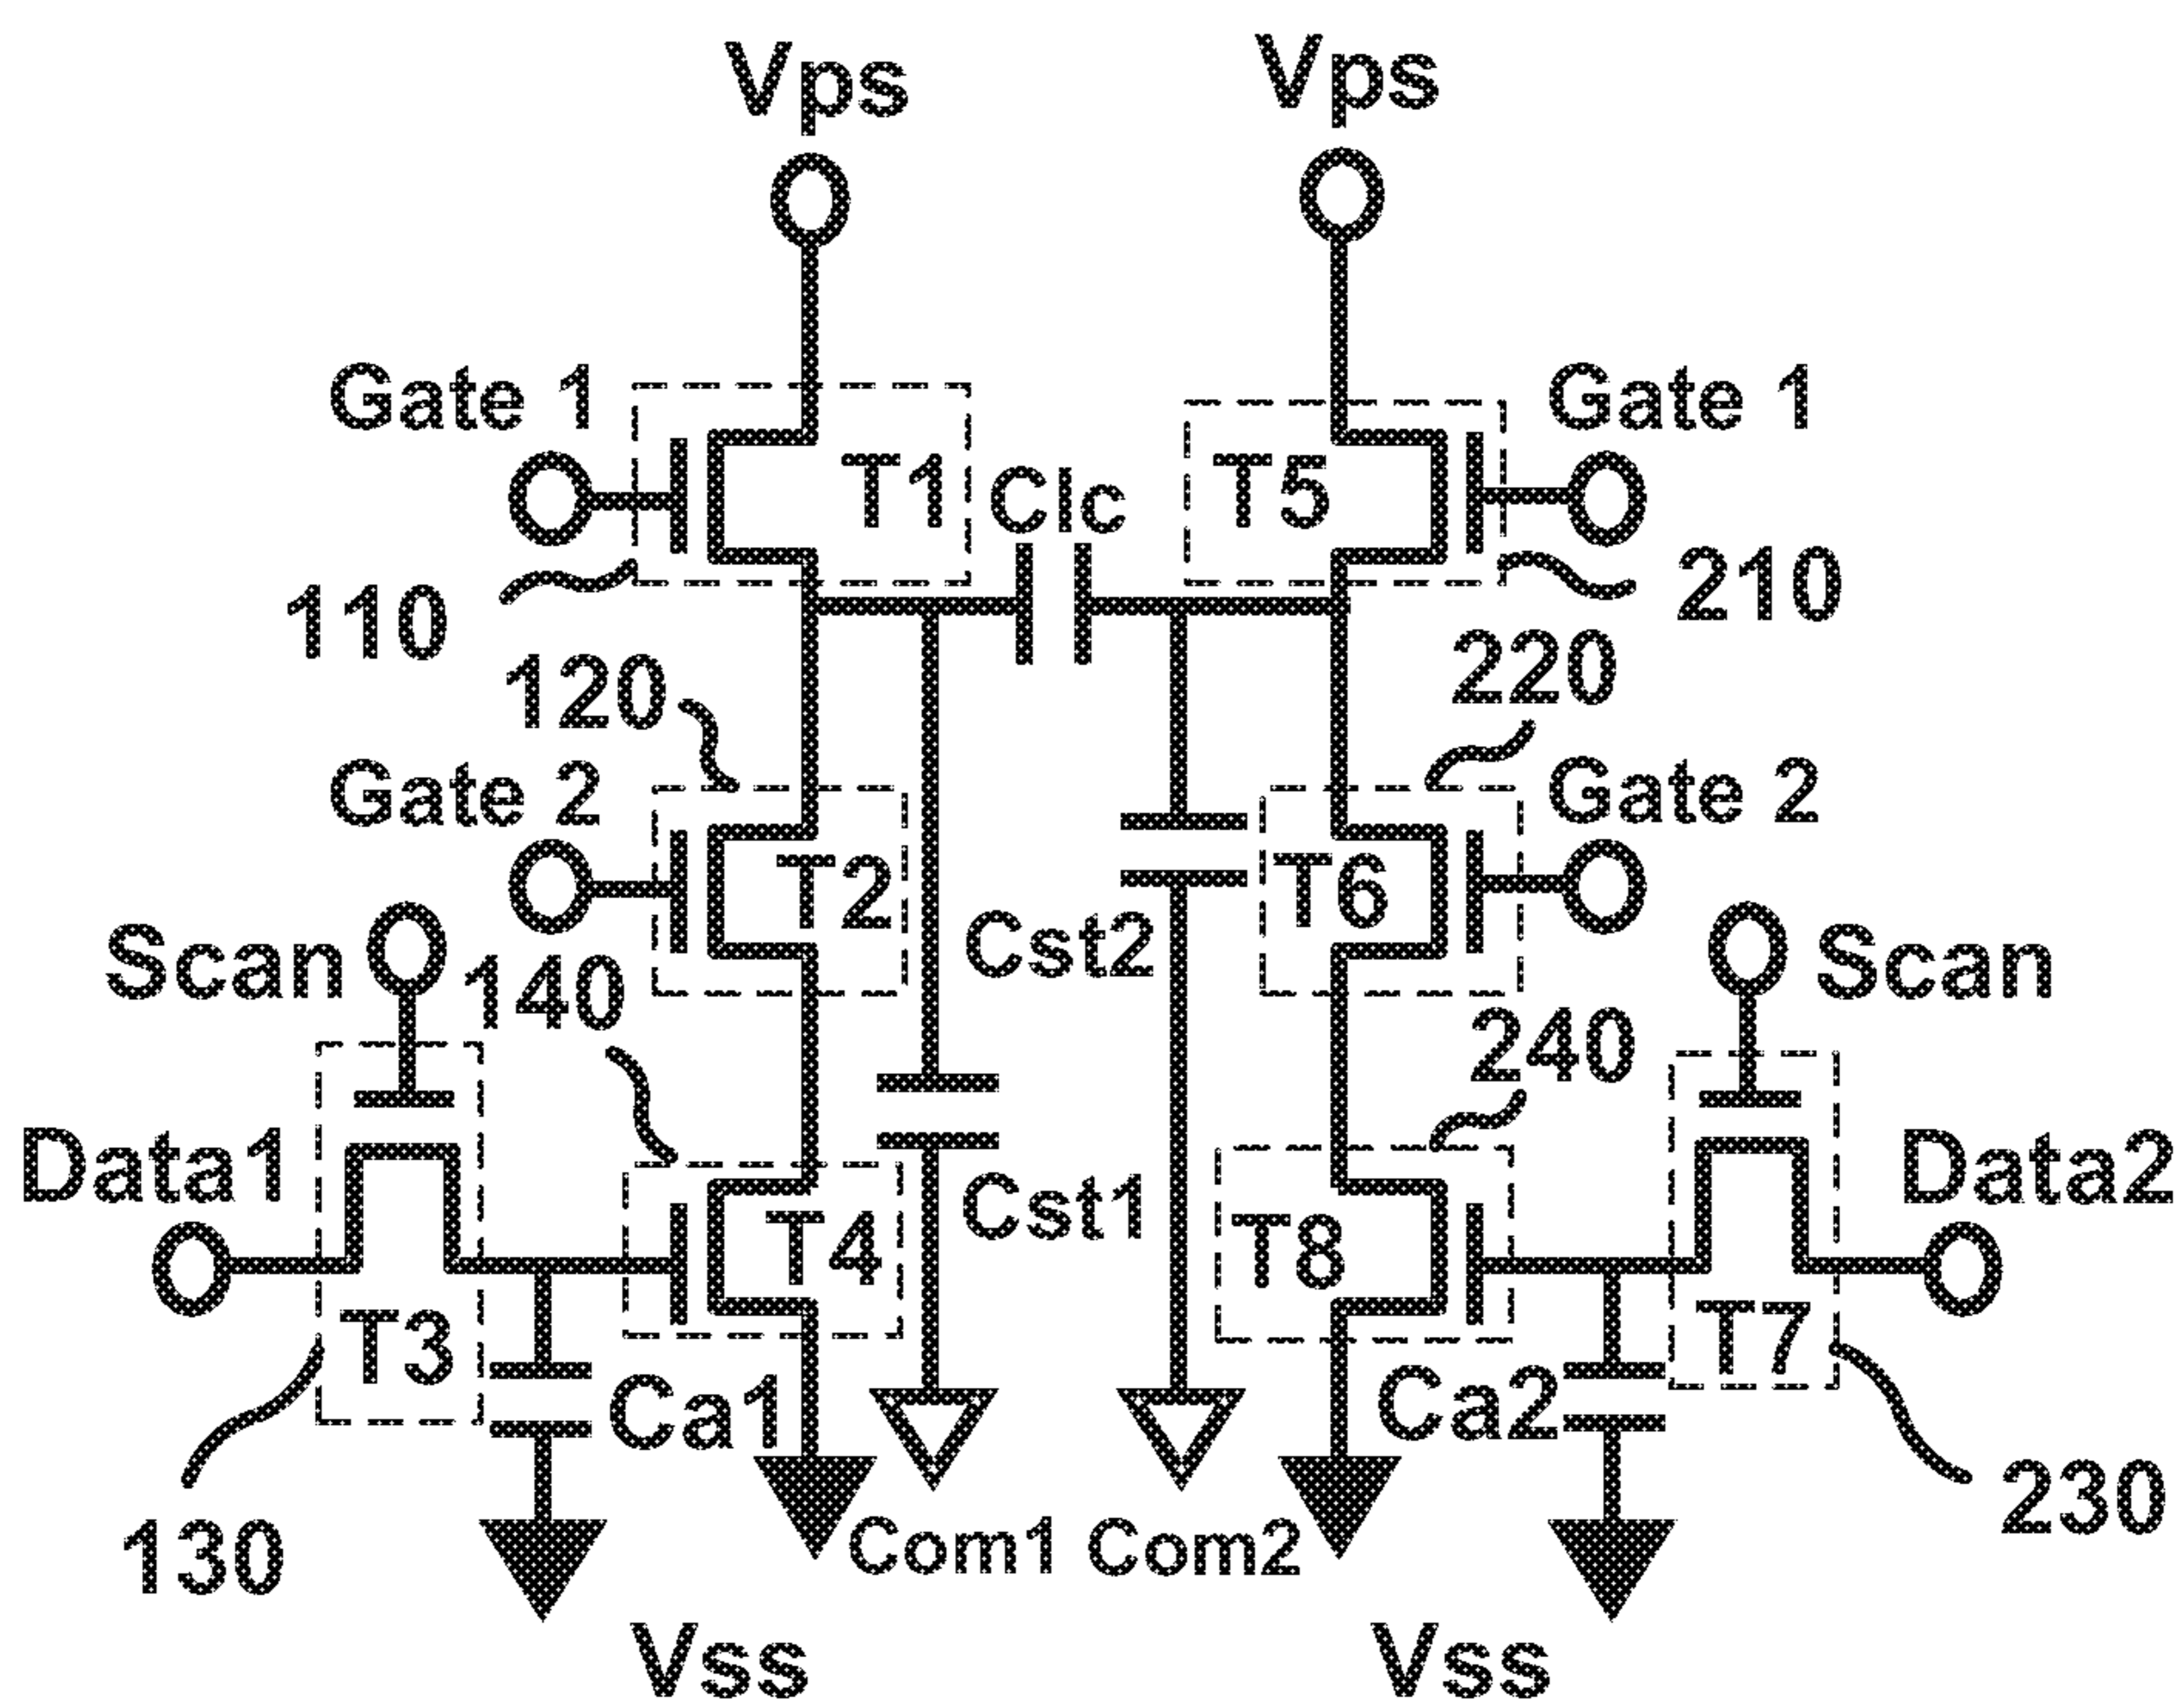 Vps
Vps
Gate 1
Gate 1
T1
Clc
T5
110
210
120
220
Gate 2
Gate 2
T2
T6
Scan
140
Cst2
Scan
240
Data1
Data2
Cst1
T4
T8
T3
T7
Ca1
Ca2
130
Com1
Com2
230
Vss
Vss